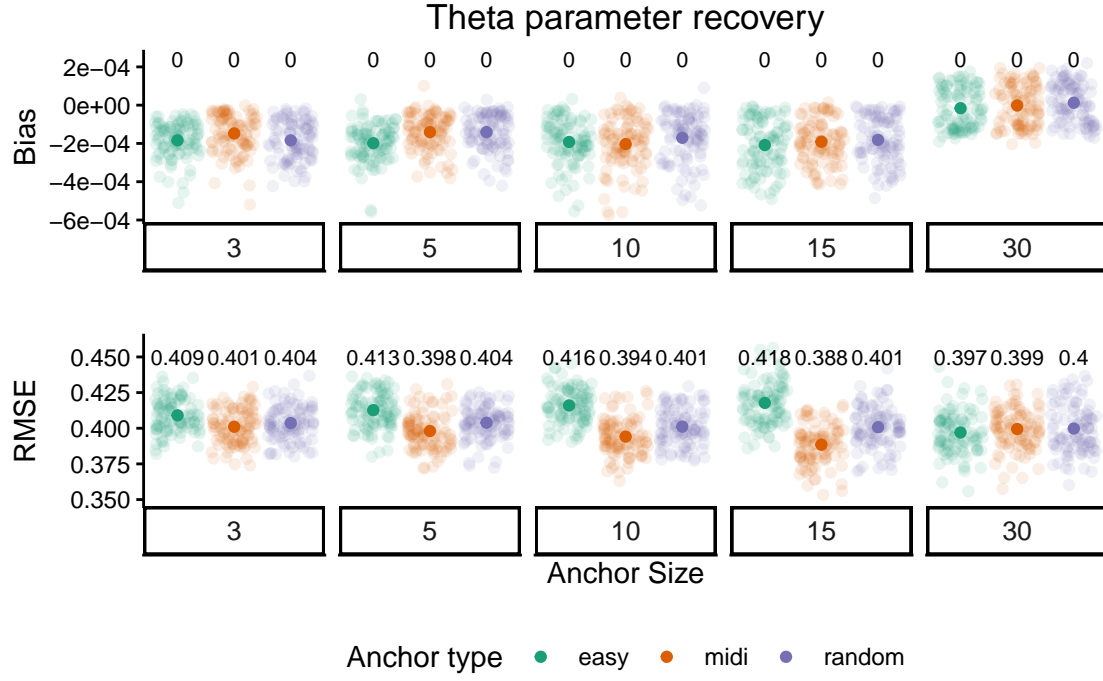 Theta parameter recovery
Bias
2e−04
0e+00
−2e−04
−4e−04
−6e−04
0 0 0 0 0 0 0 0 0 0 0 0 0 0 0
3 5 10 15 30
RMSE
0.450
0.425
0.400
0.375
0.350
0.409 0.401 0.404 0.413 0.398 0.404 0.416 0.394 0.401 0.418 0.388 0.401 0.397 0.399 0.4
3 5 10 15 30
Anchor Size
Anchor type easy midi random